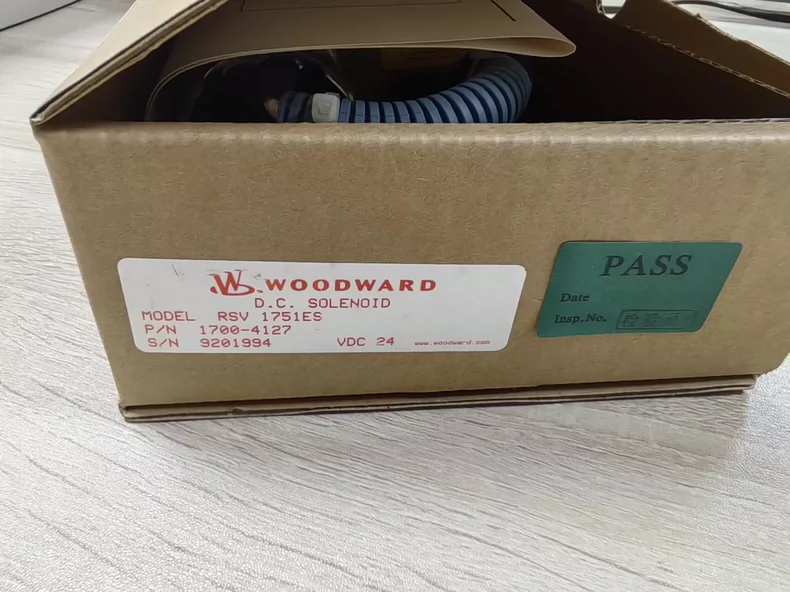 WOODWARD
D.C. SOLENOID
MODEL RSV 1751ES
P/N 1700-4127
S/N 9201994 VDC 24 www.woodward.com
PASS
Date
Insp.No.